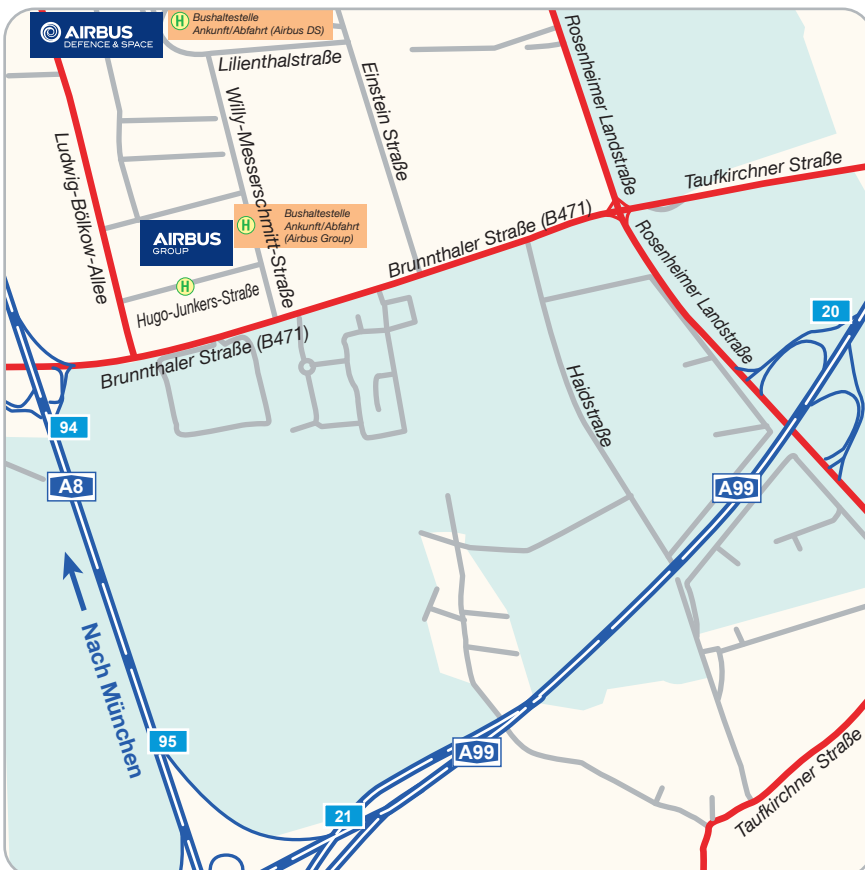 AIRBUS
DEFENCE & SPACE
H
Bushaltestelle
Ankunft/Abfahrt (Airbus DS)
Lilienthalstraße
Einstein Straße
Willy-Messerschmitt-Straße
Ludwig-Bölkow-Allee
Rosenheimer Landstraße
Taufkirchner Straße
AIRBUS
GROUP
H
Bushaltestelle
Ankunft/Abfahrt
(Airbus Group)
Brunnthaler Straße (B471)
Rosenheimer Landstraße
H
Hugo-Junkers-Straße
20
Brunnthaler Straße (B471)
Haidstraße
94
A8
A99
Nach München
95
A99
Taufkirchner Straße
21